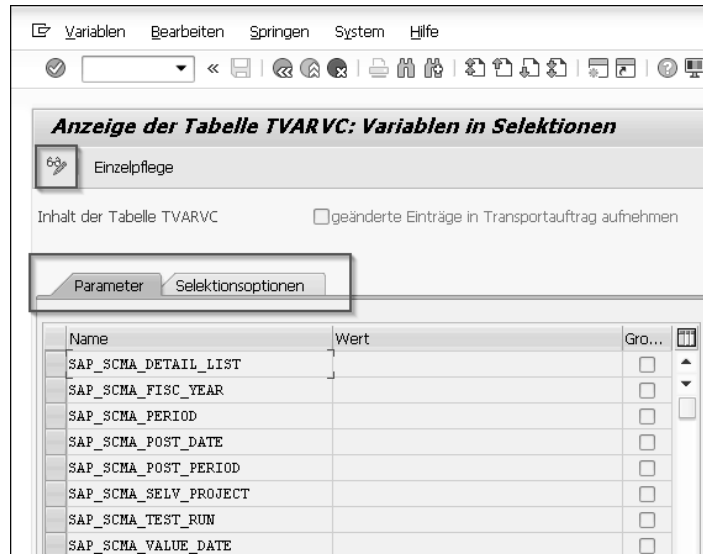 Variablen Bearbeiten Springen System Hilfe
Anzeige der Tabelle TVARVC: Variablen in Selektionen
Einzelpflege
Inhalt der Tabelle TVARVC geänderte Einträge in Transportauftrag aufnehmen
Parameter Selektionsoptionen
Name Wert Gro...
SAP_SCMA_DETAIL_LIST
SAP_SCMA_FISC_YEAR
SAP_SCMA_PERIOD
SAP_SCMA_POST_DATE
SAP_SCMA_POST_PERIOD
SAP_SCMA_SELV_PROJECT
SAP_SCMA_TEST_RUN
SAP_SCMA_VALUE_DATE